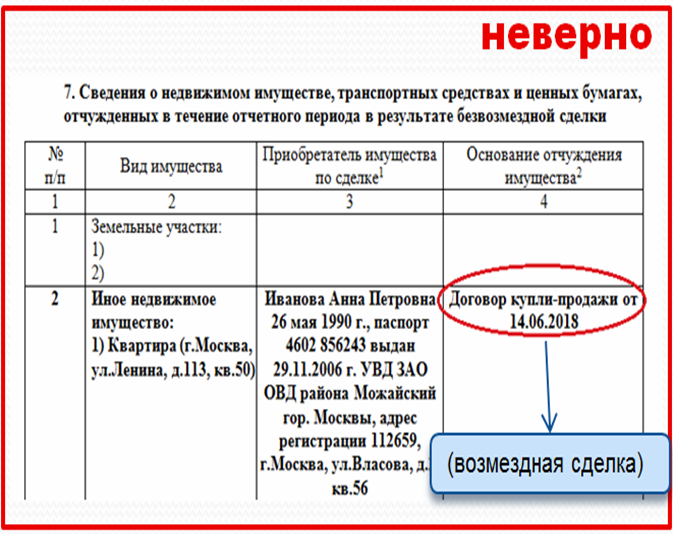 неверно
7. Сведения о недвижимом имуществе, транспортных средствах и ценных бумагах,
отчужденных в течение отчетного периода в результате безвозмездной сделки
№
п/п
Вид имущества
Приобретатель имущества
по сделке1
Основание отчуждения
имущества2
1
2
3
4
1
Земельные участки:
1)
2)
2
Иное недвижимое
имущество:
1) Квартира (г.Москва,
ул.Ленина, д.113, кв.50)
Иванова Анна Петровна
26 мая 1990 г., паспорт
4602 856243 выдан
29.11.2006 г. УВД ЗАО
ОВД района Можайский
гор. Москвы, адрес
регистрации 112659,
г.Москва, ул.Власова, д.
кв.56
Договор купли-продажи от
14.06.2018
(возмездная сделка)